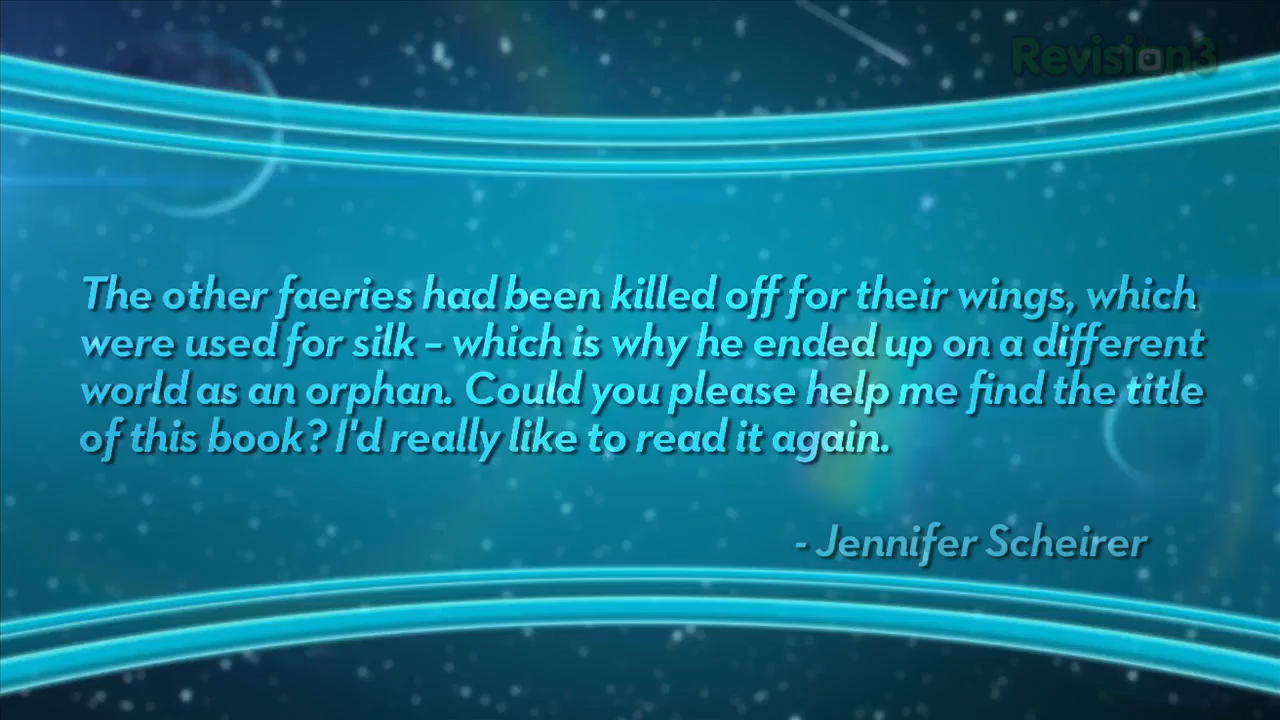 Revision3
The other faeries had been killed off for their wings, which
were used for silk – which is why he ended up on a different
world as an orphan. Could you please help me find the title
of this book? I'd really like to read it again.
- Jennifer Scheirer